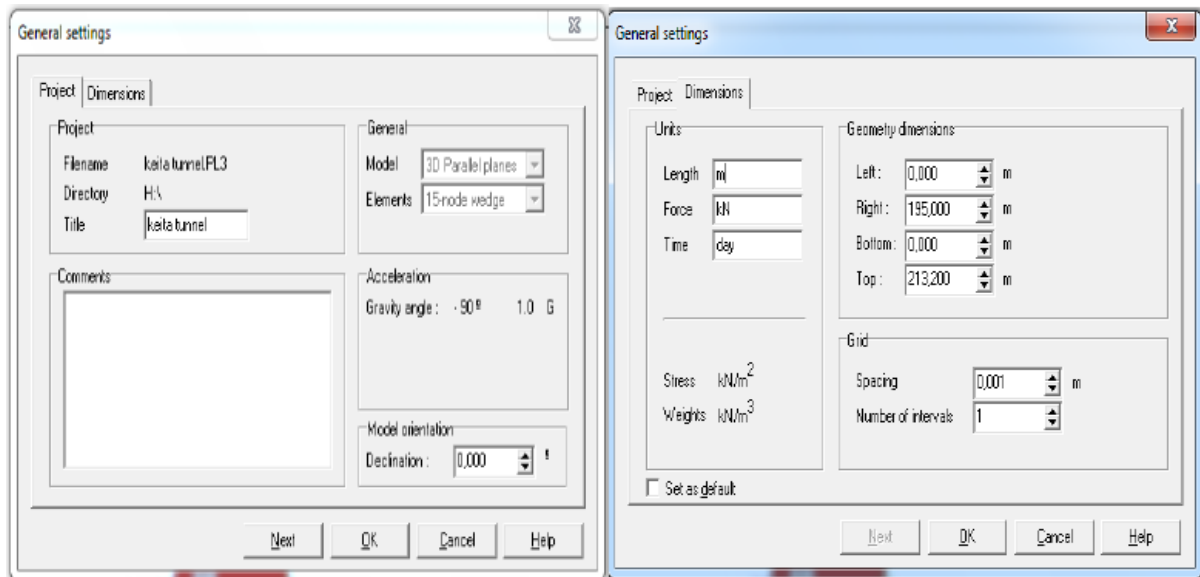 General settings
Project Dimensions
Project
Filename keita tunnel.PL3
Directory H:\
Title keita tunnel
Comments
General
Model 3D Parallel planes
Elements 15-node wedge
Acceleration
Gravity angle : - 90 º 1.0 G
Model orientation
Declination : 0,000 º
Next OK Cancel Help
General settings
Project Dimensions
Units
Length m
Force kN
Time day
Stress kN/m2
Weights kN/m3
Geometry dimensions
Left : 0,000 m
Right : 195,000 m
Bottom : 0,000 m
Top : 213,200 m
Grid
Spacing 0,001 m
Number of intervals 1
Set as default
Next OK Cancel Help